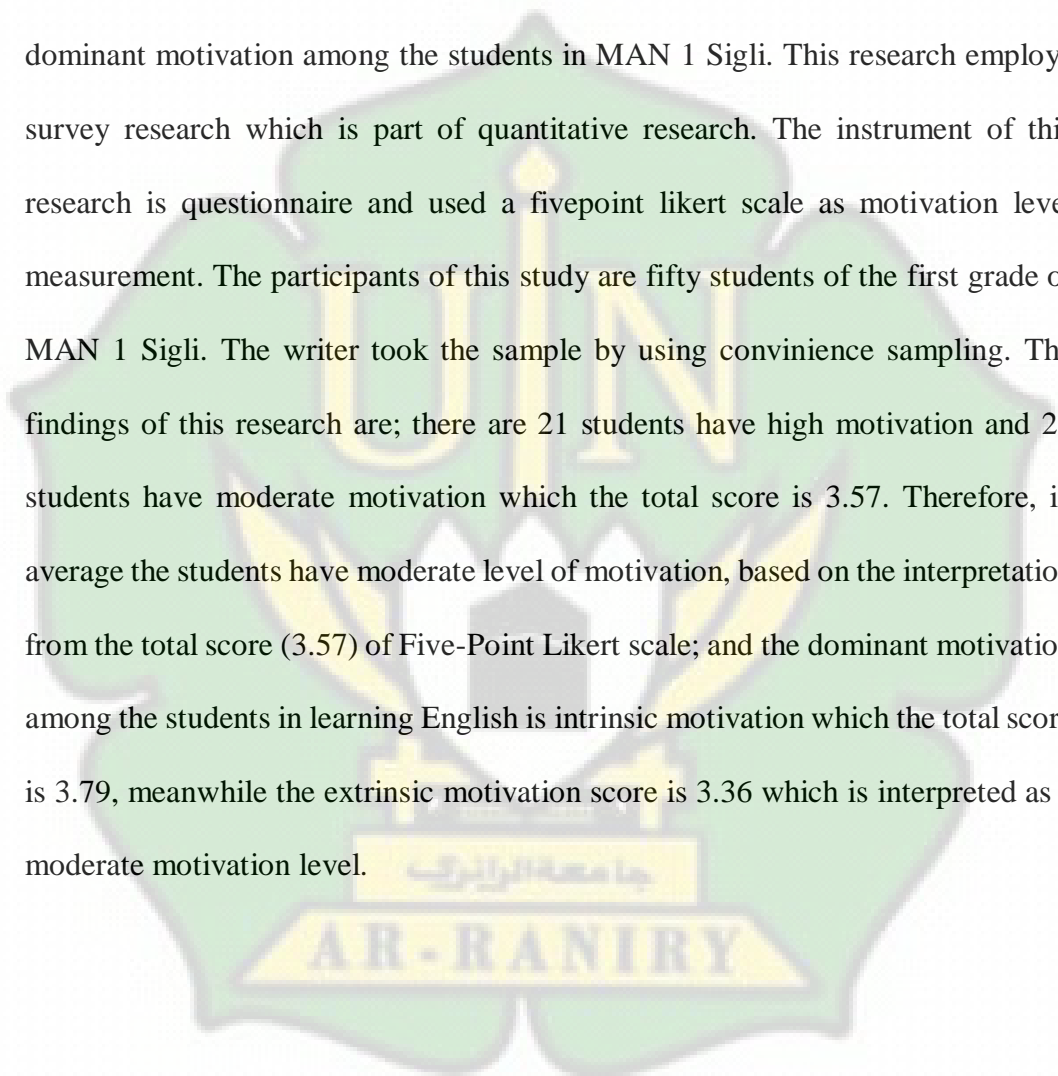 dominant motivation among the students in MAN 1 Sigli. This research employ
survey research which is part of quantitative research. The instrument of thi
research is questionnaire and used a fivepoint likert scale as motivation leve
measurement. The participants of this study are fifty students of the first grade o
MAN 1 Sigli. The writer took the sample by using convinience sampling. Th
findings of this research are; there are 21 students have high motivation and 2
students have moderate motivation which the total score is 3.57. Therefore, i
average the students have moderate level of motivation, based on the interpretatio
from the total score (3.57) of Five-Point Likert scale; and the dominant motivatio
among the students in learning English is intrinsic motivation which the total scor
is 3.79, meanwhile the extrinsic motivation score is 3.36 which is interpreted as
moderate motivation level.
UIN
جامعة الرانري
AR-RANIRY